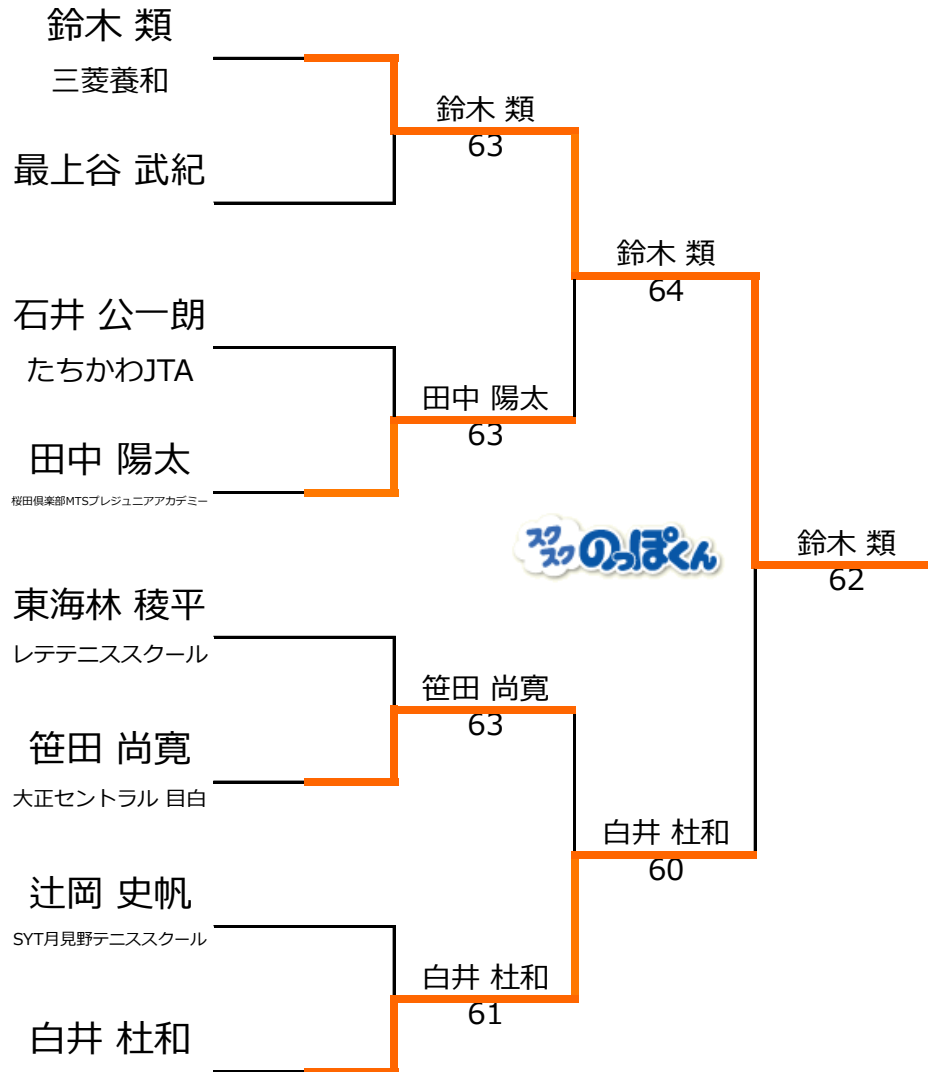 鈴木 類
三菱養和
鈴木 類
63
最上谷 武紀
鈴木 類
64
石井 公一朗
たちかわJTA
田中 陽太
63
田中 陽太
桜田倶楽部MTSプレジュニアアカデミー
スクスク のっぽくん
鈴木 類
62
東海林 稜平
レテテニススクール
笹田 尚寛
63
笹田 尚寛
大正セントラル 目白
白井 杜和
60
辻岡 史帆
SYT月見野テニススクール
白井 杜和
61
白井 杜和